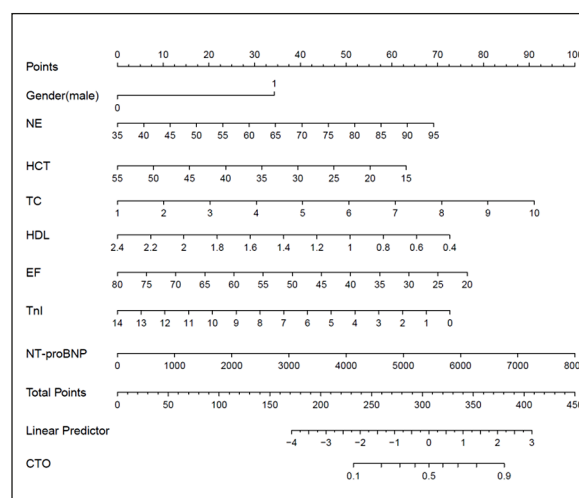 Points 0 10 20 30 40 50 60 70 80 90 100
Gender(male) 0 1
NE 35 40 45 50 55 60 65 70 75 80 85 90 95
HCT 55 50 45 40 35 30 25 20 15
TC 1 2 3 4 5 6 7 8 9 10
HDL 2.4 2.2 2 1.8 1.6 1.4 1.2 1 0.8 0.6 0.4
EF 80 75 70 65 60 55 50 45 40 35 30 25 20
TnI 14 13 12 11 10 9 8 7 6 5 4 3 2 1 0
NT-proBNP 0 1000 2000 3000 4000 5000 6000 7000 800
Total Points 0 50 100 150 200 250 300 350 400 450
Linear Predictor −4 −3 −2 −1 0 1 2 3
CTO 0.1 0.5 0.9